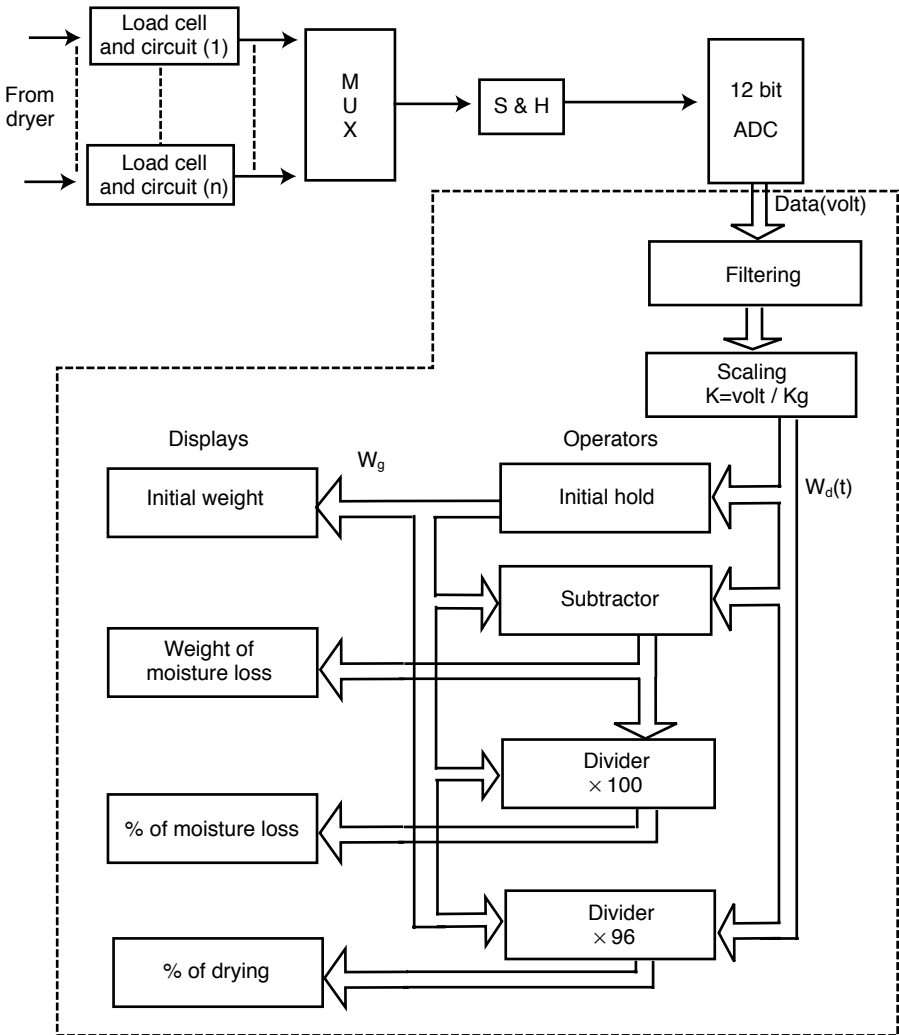 Load cell
and circuit (1)
From
dryer
Load cell
and circuit (n)
M
U
X
S & H
12 bit
ADC
Data(volt)
Filtering
Scaling
K=volt / Kg
Displays
Operators
Wg
Initial weight
Initial hold
Wd(t)
Subtractor
Weight of
moisture loss
Divider
× 100
% of moisture loss
Divider
× 96
% of drying